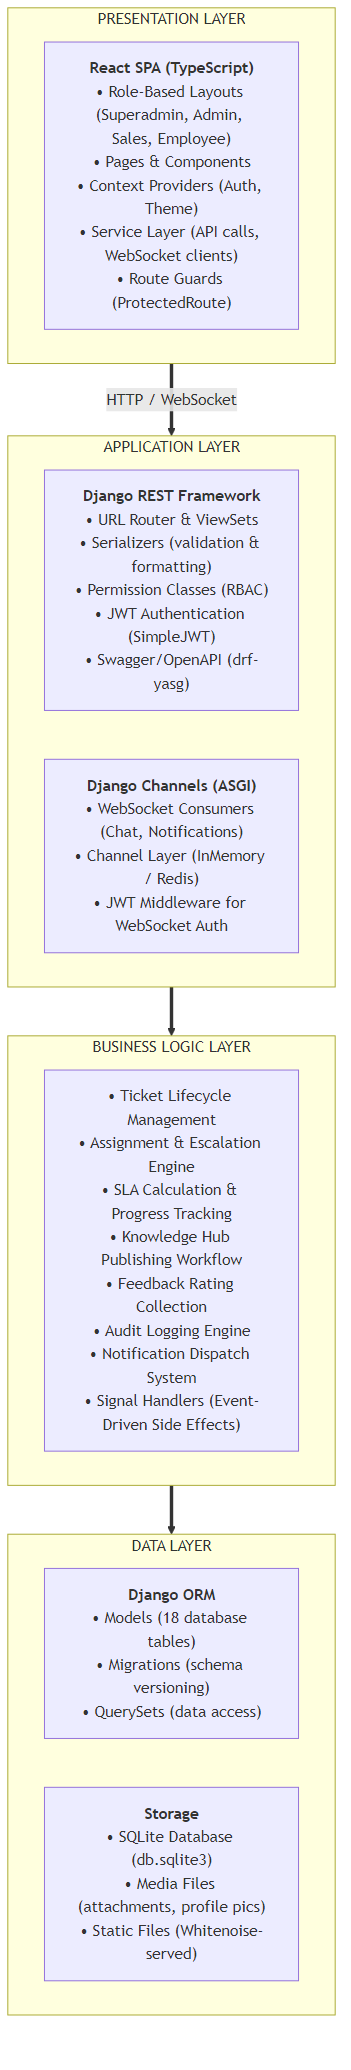 PRESENTATION LAYER
React SPA (TypeScript)
• Role-Based Layouts
(Superadmin, Admin,
Sales, Employee)
• Pages & Components
• Context Providers (Auth,
Theme)
• Service Layer (API calls,
WebSocket clients)
• Route Guards
(ProtectedRoute)
HTTP / WebSocket
APPLICATION LAYER
Django REST Framework
• URL Router & ViewSets
• Serializers (validation &
formatting)
• Permission Classes (RBAC)
• JWT Authentication
(SimpleJWT)
• Swagger/OpenAPI (drf-
yasg)
Django Channels (ASGI)
• WebSocket Consumers
(Chat, Notifications)
• Channel Layer (InMemory
/ Redis)
• JWT Middleware for
WebSocket Auth
BUSINESS LOGIC LAYER
• Ticket Lifecycle
Management
• Assignment & Escalation
Engine
• SLA Calculation &
Progress Tracking
• Knowledge Hub
Publishing Workflow
• Feedback Rating
Collection
• Audit Logging Engine
• Notification Dispatch
System
• Signal Handlers (Event-
Driven Side Effects)
DATA LAYER
Django ORM
• Models (18 database
tables)
• Migrations (schema
versioning)
• QuerySets (data access)
Storage
• SQLite Database
(db.sqlite3)
• Media Files
(attachments, profile pics)
• Static Files (Whitenoise-
served)